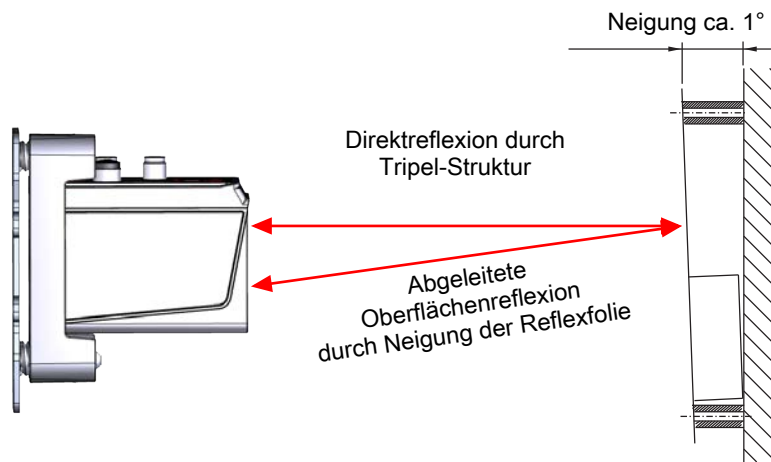 Neigung ca. 1°
Direktreflexion durch
Tripel-Struktur
Abgeleitete
Oberflächenreflexion
durch Neigung der Reflexfolie